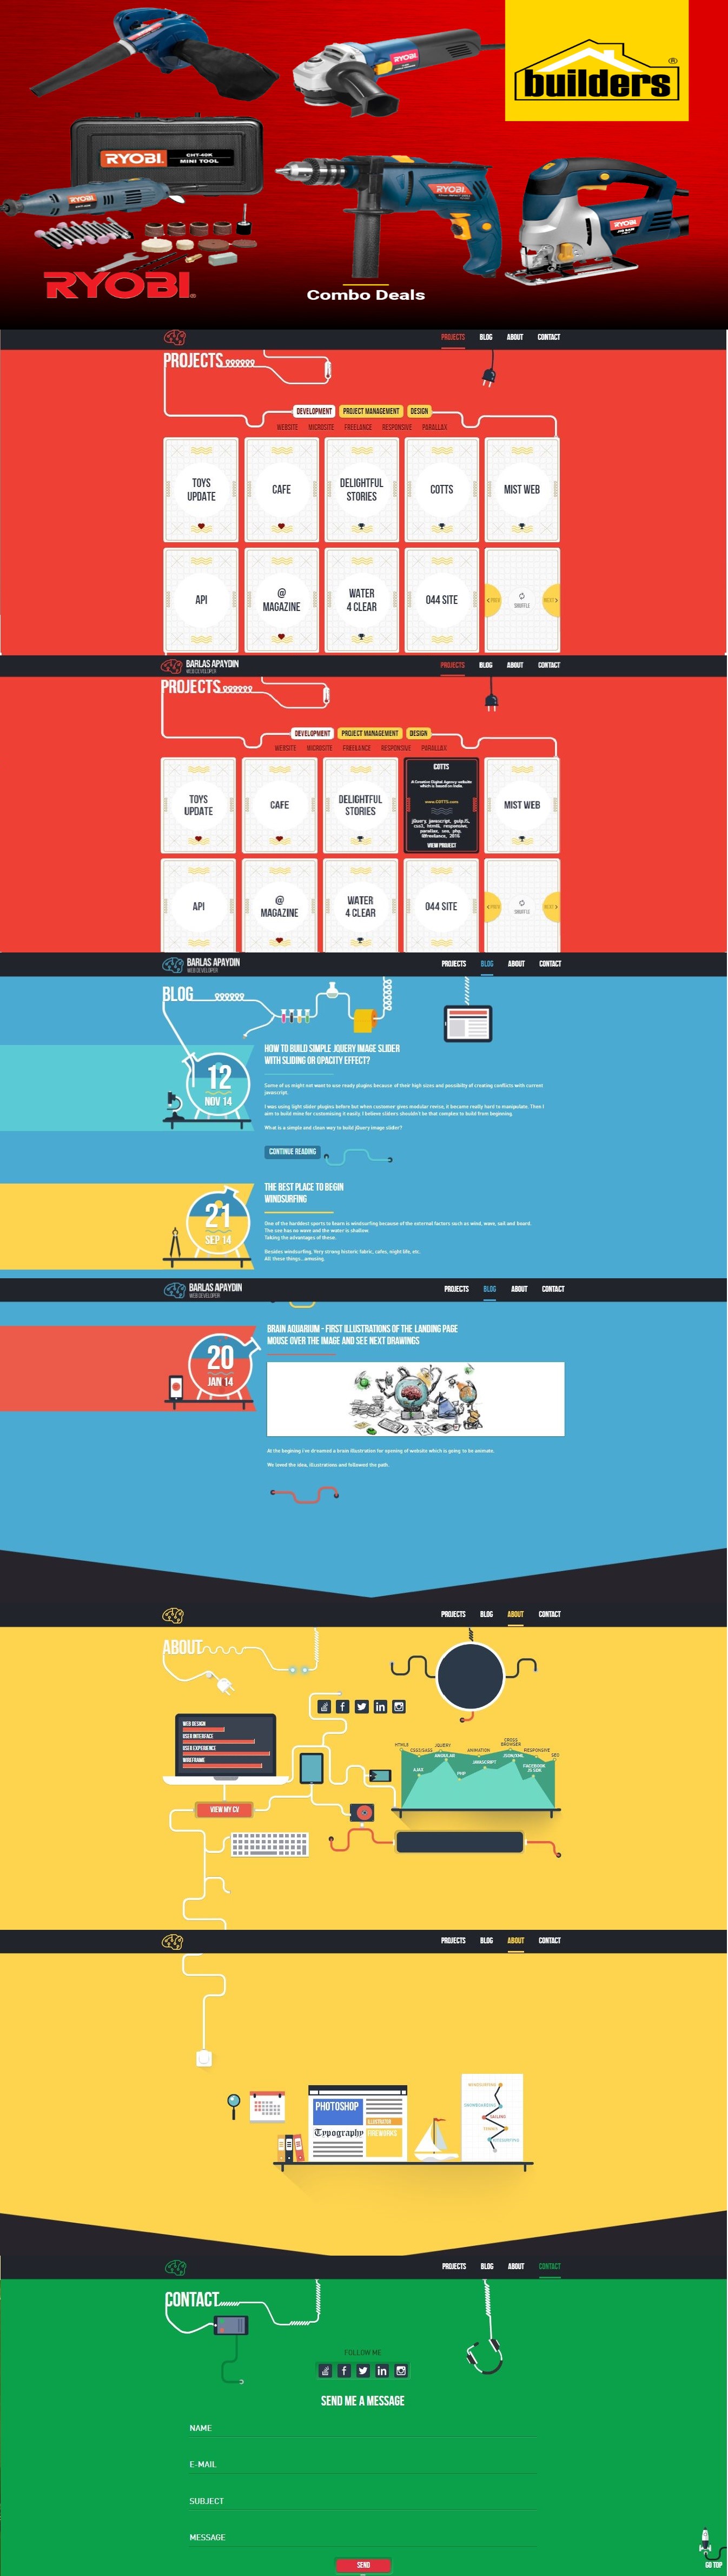 builders®
RYOBI
RYOBI CHT-40K MINI TOOL
RYOBI
RYOBI
RYOBI
RYOBI
Combo Deals
PROJECTS BLOG ABOUT CONTACT
PROJECTS
DEVELOPMENT PROJECT MANAGEMENT DESIGN
WEBSITE MICROSITE FREELANCE RESPONSIVE PARALLAX
TOYS UPDATE
CAFE
DELIGHTFUL STORIES
COTTS
MIST WEB
API
@ MAGAZINE
WATER 4 CLEAR
044 SITE
PREV SHUFFLE NEXT
BARLAS APAYDIN
WEB DEVELOPER
PROJECTS BLOG ABOUT CONTACT
PROJECTS
DEVELOPMENT PROJECT MANAGEMENT DESIGN
WEBSITE MICROSITE FREELANCE RESPONSIVE PARALLAX
TOYS UPDATE
CAFE
DELIGHTFUL STORIES
COTTS
A Creative Digital Agency website
which is based on India.
www.COTTS.com
jQuery, javascript, gulpJS,
css3, html5, responsive,
parallax, seo, php,
@freelance, 2016
VIEW PROJECT
MIST WEB
API
@ MAGAZINE
WATER 4 CLEAR
044 SITE
PREV SHUFFLE NEXT
BARLAS APAYDIN
WEB DEVELOPER
PROJECTS BLOG ABOUT CONTACT
BLOG
12
NOV 14
HOW TO BUILD SIMPLE JQUERY IMAGE SLIDER
WITH SLIDING OR OPACITY EFFECT?
Some of us might not want to use ready plugins because of their high sizes and possibility of creating conflicts with current
javascript.
I was using light slider plugins before but when customer gives modular revise, it became really hard to manipulate. Then I
aim to build mine for customising it easily. I believe sliders shouldn't be that complex to build from beginning.
What is a simple and clean way to build jQuery image slider?
CONTINUE READING
21
SEP 14
THE BEST PLACE TO BEGIN
WINDSURFING
One of the harddest sports to learn is windsurfing because of the external factors such as wind, wave, sail and board.
The sea has no wave and the water is shallow.
Taking the advantages of these.
Besides windsurfing, Very strong historic fabric, cafes, night life, etc.
All those things...amazing.
BARLAS APAYDIN
WEB DEVELOPER
PROJECTS BLOG ABOUT CONTACT
20
JAN 14
BRAIN AQUARIUM - FIRST ILLUSTRATIONS OF THE LANDING PAGE
MOUSE OVER THE IMAGE AND SEE NEXT DRAWINGS
At the begining i've dreamed a brain illustration for opening of website which is going to be animate.
We loved the idea, illustrations and followed the path.
PROJECTS BLOG ABOUT CONTACT
ABOUT
WEB DESIGN
USER INTERFACE
USER EXPERIENCE
WIREFRAME
VIEW MY CV
HTML5
CSS3/SASS
JQUERY
ANGULAR
ANIMATION
CROSS BROWSER
RESPONSIVE
SEO
AJAX
PHP
JAVASCRIPT
JSON/XML
FACEBOOK JS SDK
PROJECTS BLOG ABOUT CONTACT
PHOTOSHOP
ILLUSTRATOR
Typography
FIREWORKS
WINDSURFING
SNOWBOARDING
SAILING
TENNIS
PROJECTS BLOG ABOUT CONTACT
CONTACT
FOLLOW ME
SEND ME A MESSAGE
NAME
E-MAIL
SUBJECT
MESSAGE
SEND
GO TOP